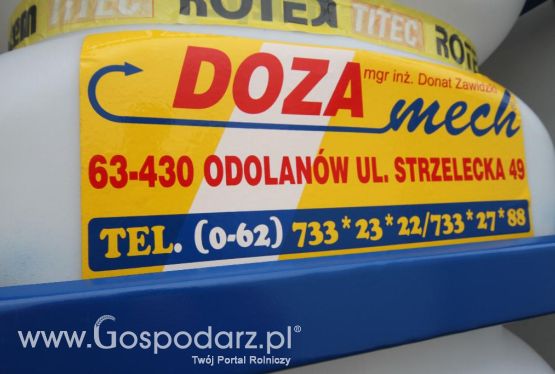 TITEC ROTEX TITEC ROTEX
DOZA
mgr inż. Donat Zawidzki
mech
63-430 ODOLANÓW UL. STRZELECKA 49
TEL. (0-62) 733*23*22/733*27*88
www.Gospodarz.pl®
Twój Portal Rolniczy